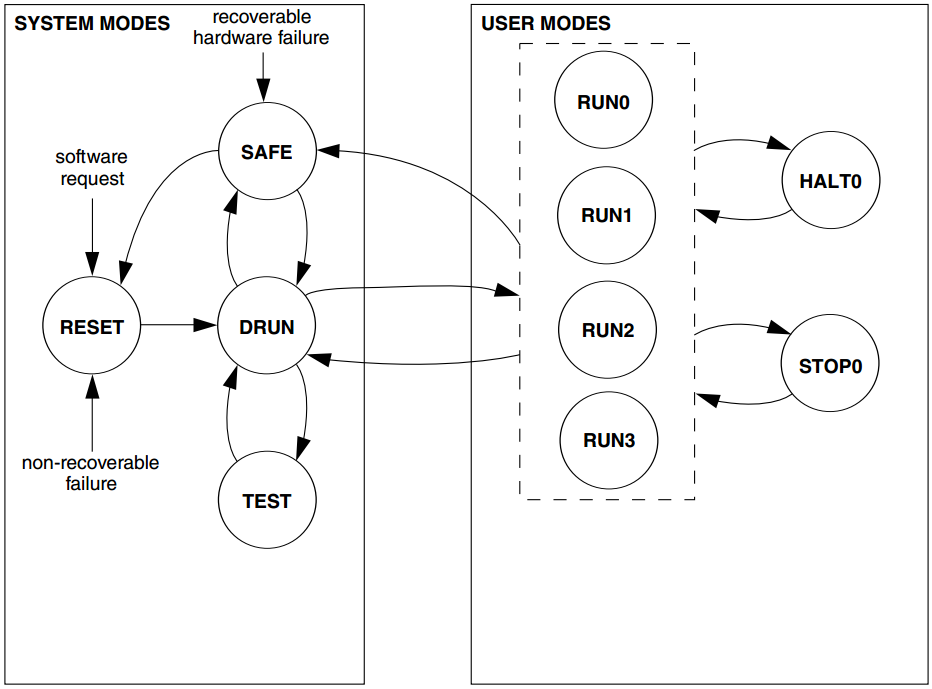 SYSTEM MODES
recoverable
hardware failure
SAFE
software
request
RESET
DRUN
non-recoverable
failure
TEST
USER MODES
RUN0
RUN1
RUN2
RUN3
HALT0
STOP0